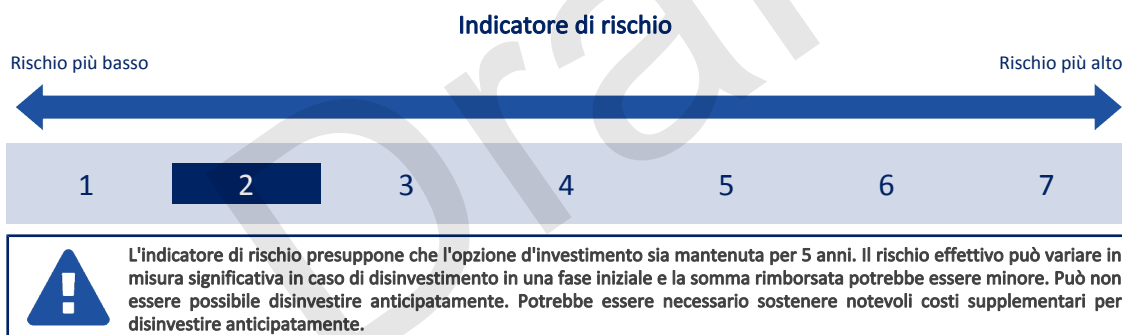 Indicatore di rischio
Rischio più basso
Rischio più alto
1 2 3 4 5 6 7
L'indicatore di rischio presuppone che l'opzione d'investimento sia mantenuta per 5 anni. Il rischio effettivo può variare in
misura significativa in caso di disinvestimento in una fase iniziale e la somma rimborsata potrebbe essere minore. Può non
essere possibile disinvestire anticipatamente. Potrebbe essere necessario sostenere notevoli costi supplementari per
disinvestire anticipatamente.